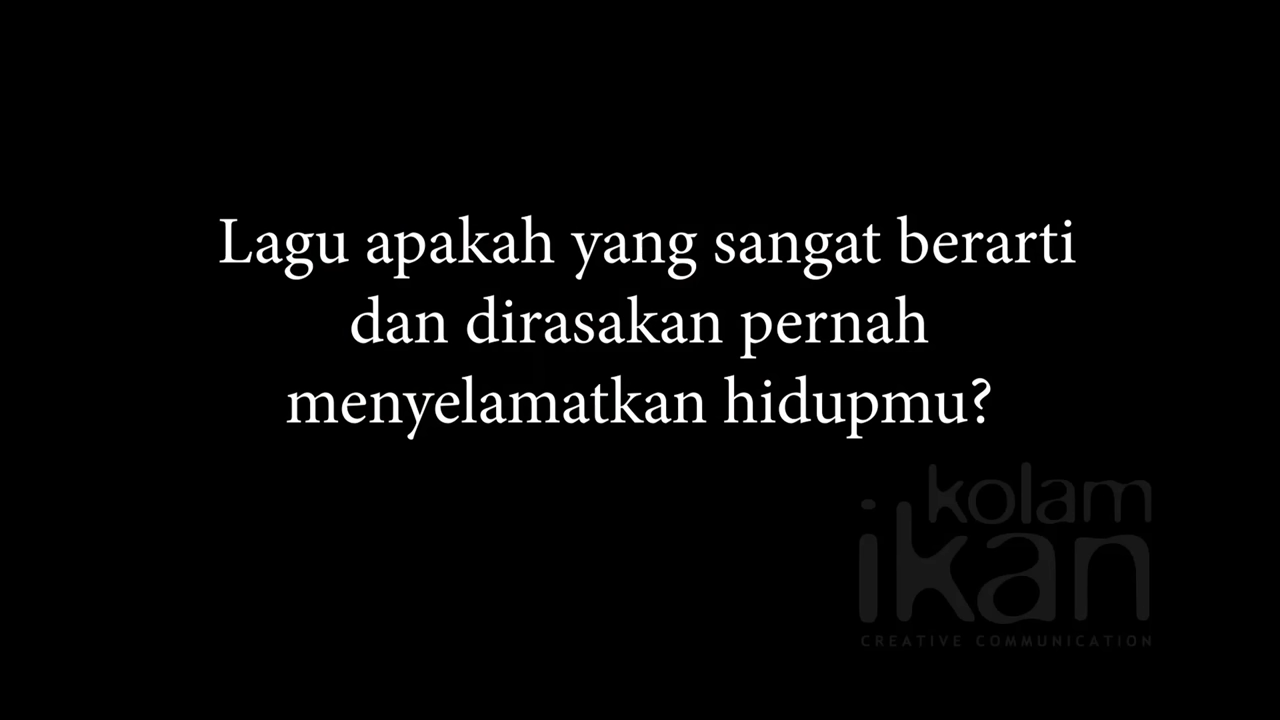 Lagu apakah yang sangat berarti
dan dirasakan pernah
menyelamatkan hidupmu?
kolam
ikan
CREATIVE COMMUNICATION